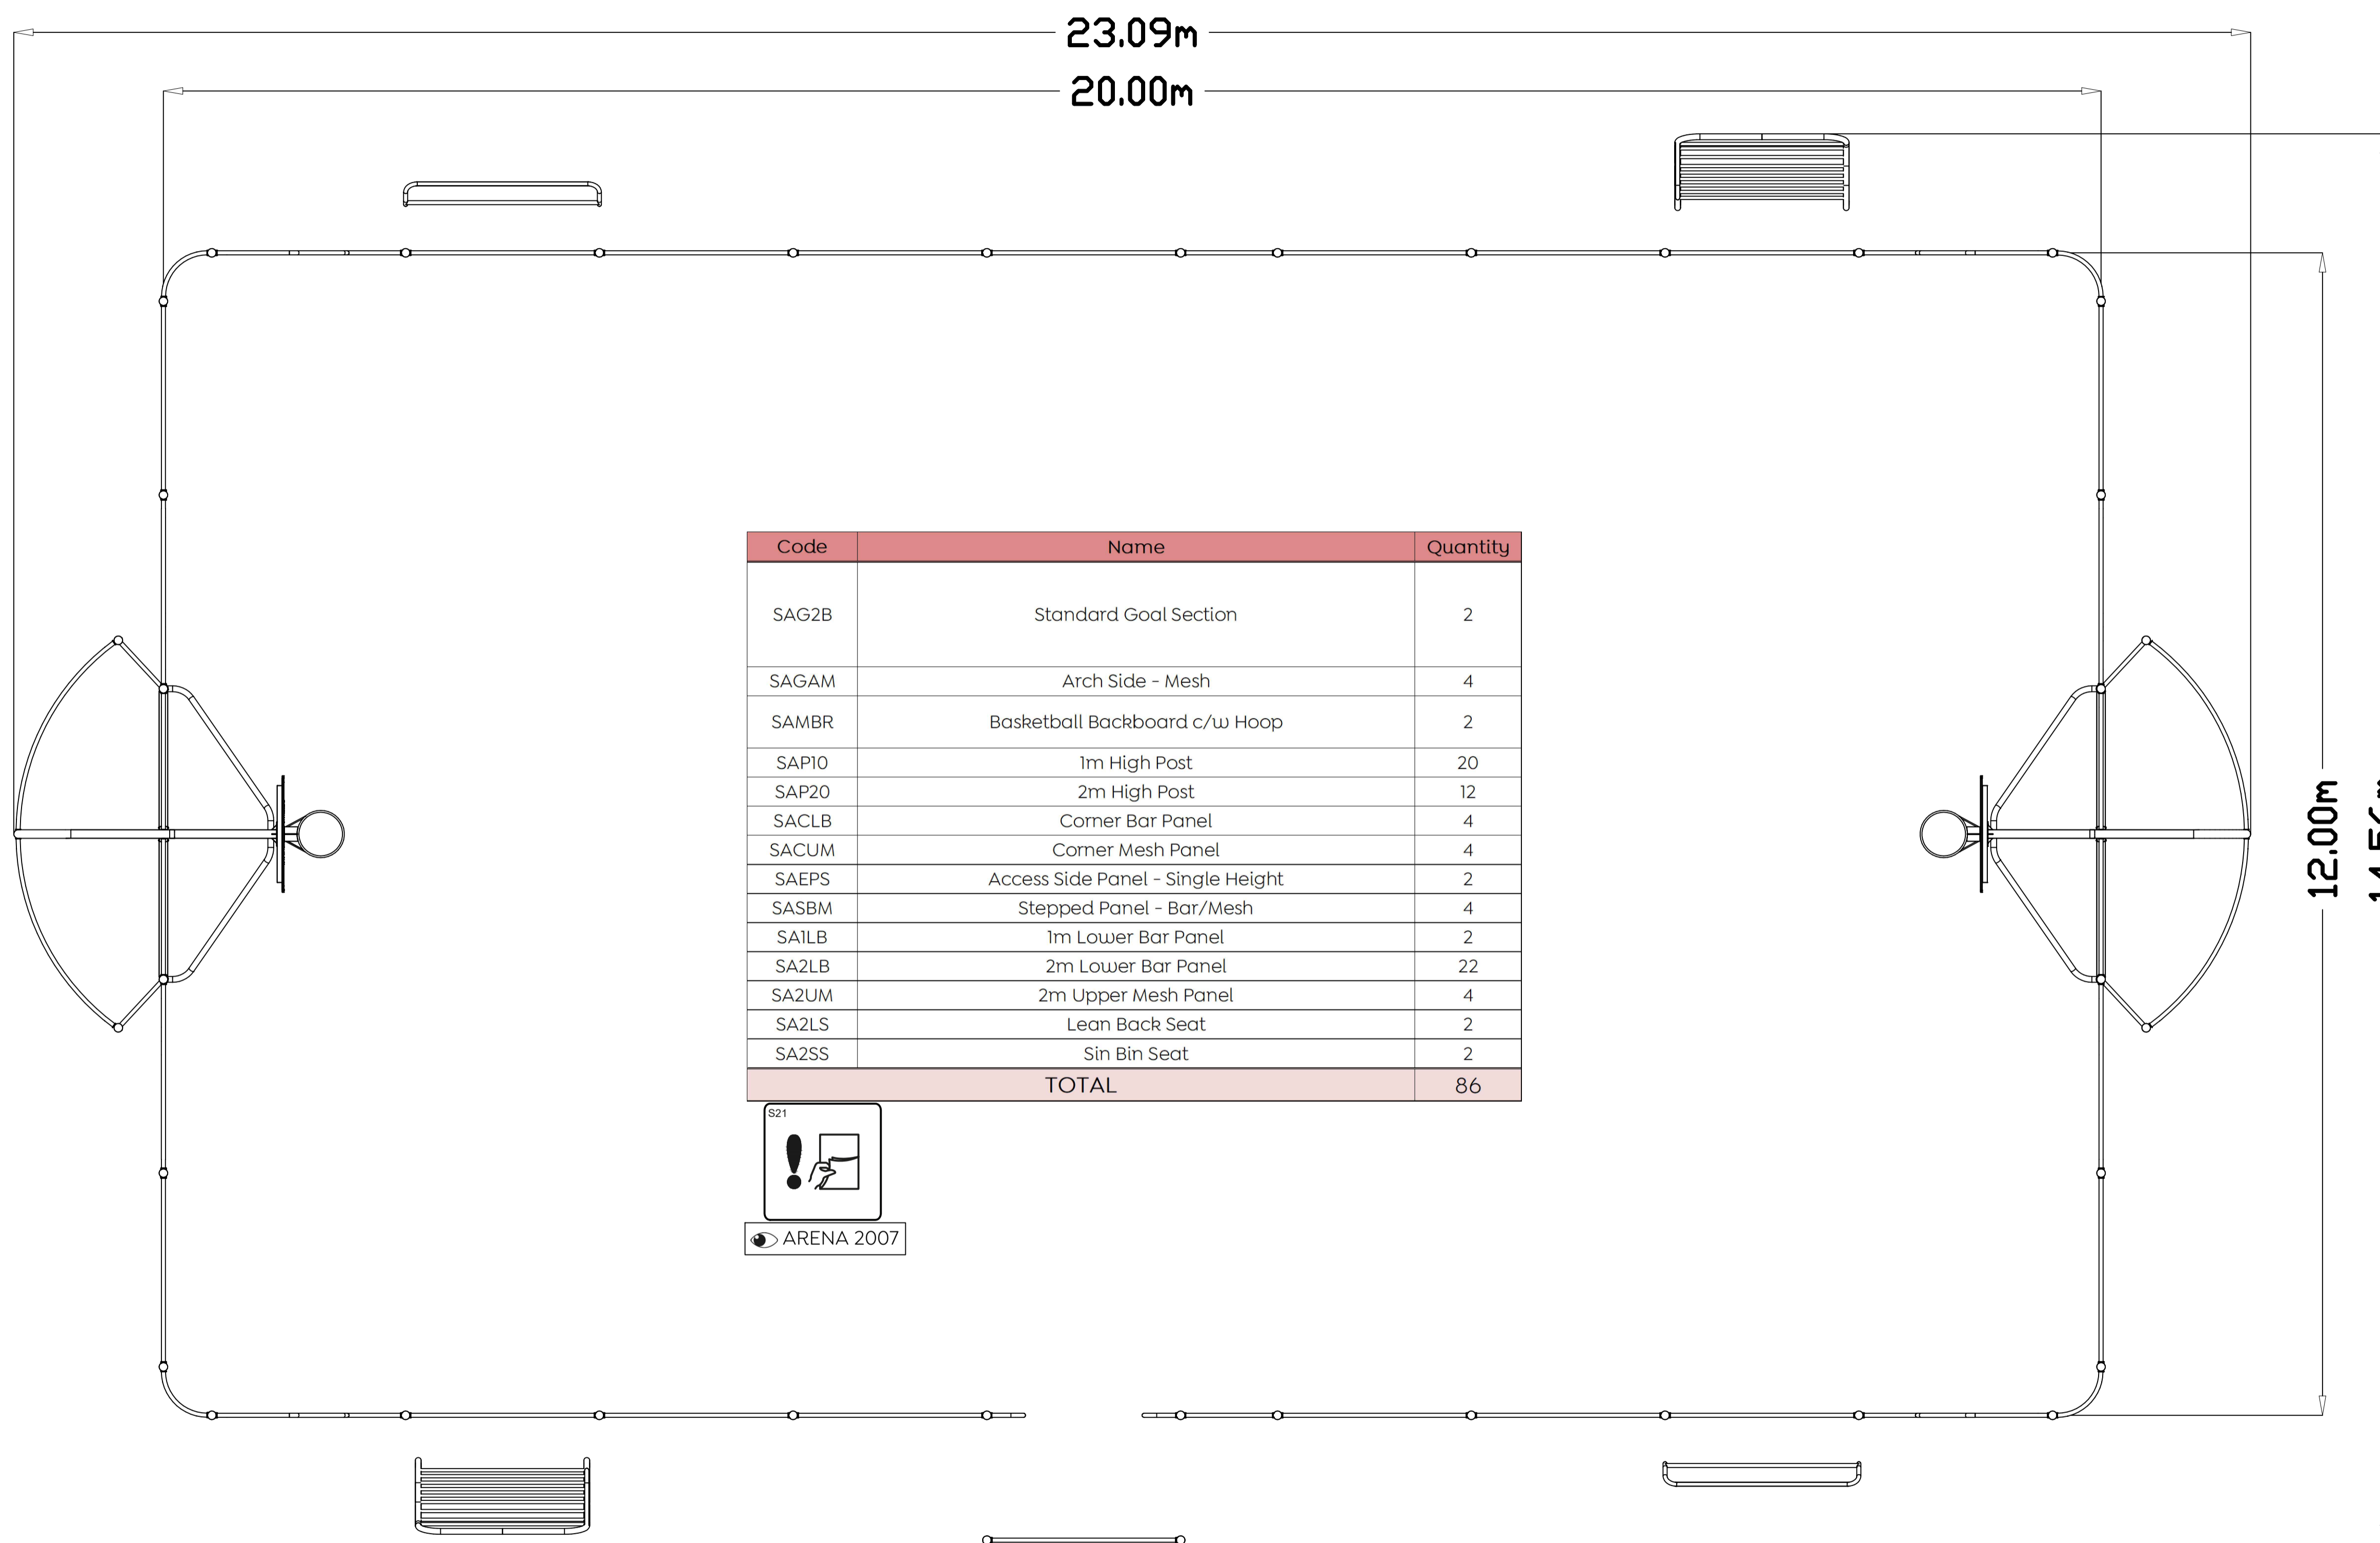 23.09m
20.00m
Code Name Quantity
SAG2B Standard Goal Section 2
SAGAM Arch Side - Mesh 4
SAMBR Basketball Backboard c/w Hoop 2
SAP10 1m High Post 20
SAP20 2m High Post 12
SACLB Corner Bar Panel 4
SACUM Corner Mesh Panel 4
SAEPS Access Side Panel - Single Height 2
SASBM Stepped Panel - Bar/Mesh 4
SA1LB 1m Lower Bar Panel 2
SA2LB 2m Lower Bar Panel 22
SA2UM 2m Upper Mesh Panel 4
SA2LS Lean Back Seat 2
SA2SS Sin Bin Seat 2
TOTAL 86
12.00m
S21
ARENA 2007